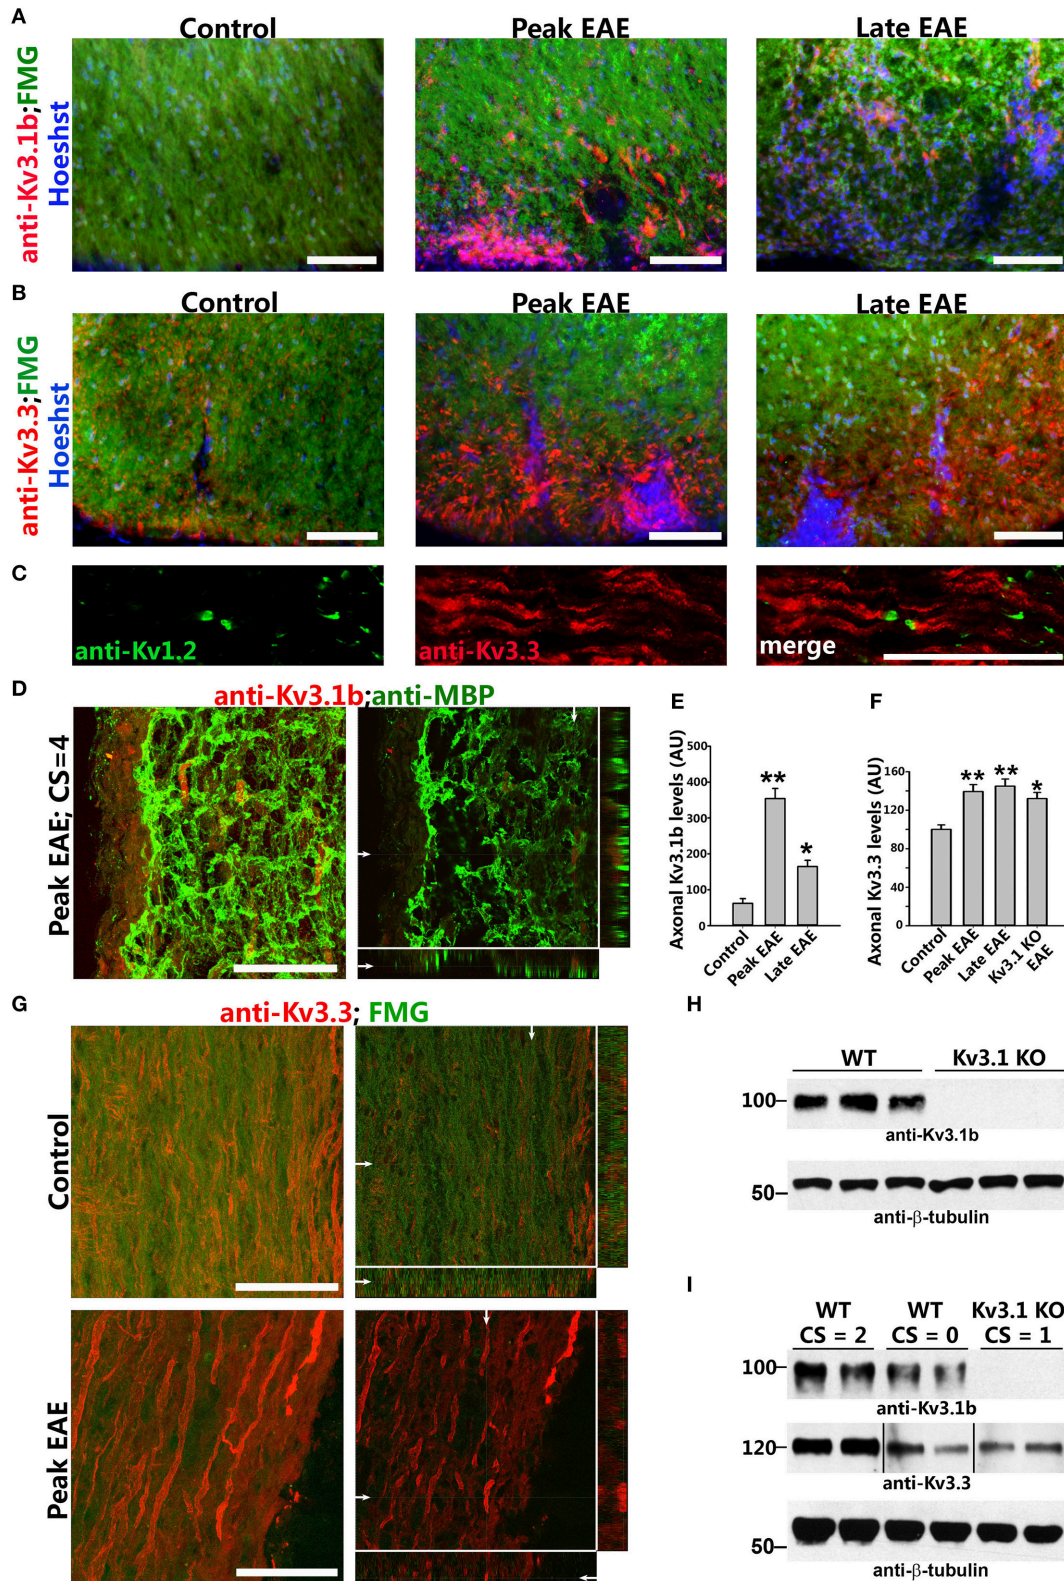 A
Control
Peak EAE
Late EAE
anti-Kv3.1b;FMG
Hoeshst
B
Control
Peak EAE
Late EAE
anti-Kv3.3;FMG
Hoeshst
C
anti-Kv1.2
anti-Kv3.3
merge
D
anti-Kv3.1b;anti-MBP
Peak EAE; CS=4
E
Axonal Kv3.1b levels (AU)
500
400
300
200
100
0
**
*
Control
Peak EAE
Late EAE
F
Axonal Kv3.3 levels (AU)
160
120
80
40
0
**
**
*
Control
Peak EAE
Late EAE
Kv3.1 KO
EAE
G
anti-Kv3.3; FMG
Control
Peak EAE
H
WT
Kv3.1 KO
100
anti-Kv3.1b
50
anti-β-tubulin
I
WT
WT
Kv3.1 KO
CS = 2
CS = 0
CS = 1
100
anti-Kv3.1b
120
anti-Kv3.3
50
anti-β-tubulin